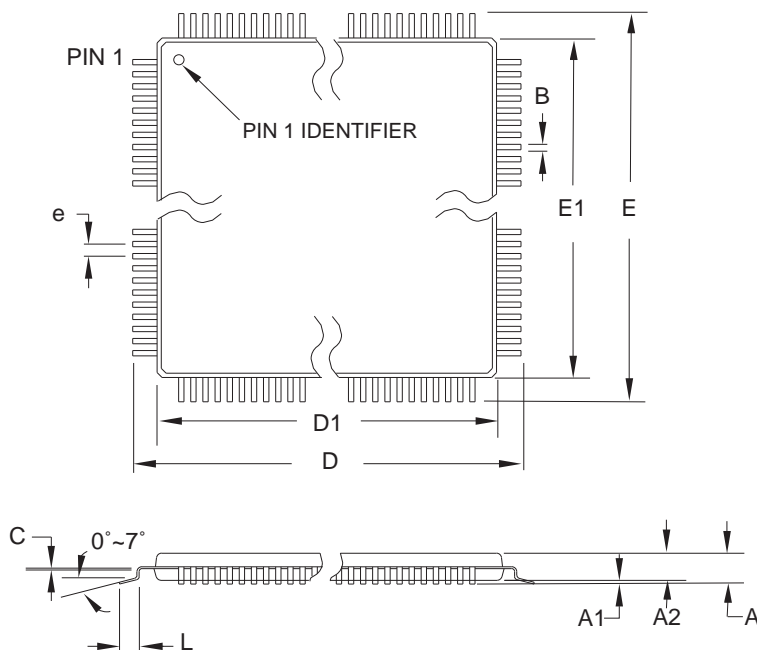 PIN 1
PIN 1 IDENTIFIER
B
E1
E
e
D1
D
C
0°~7°
A1
A2
A
L